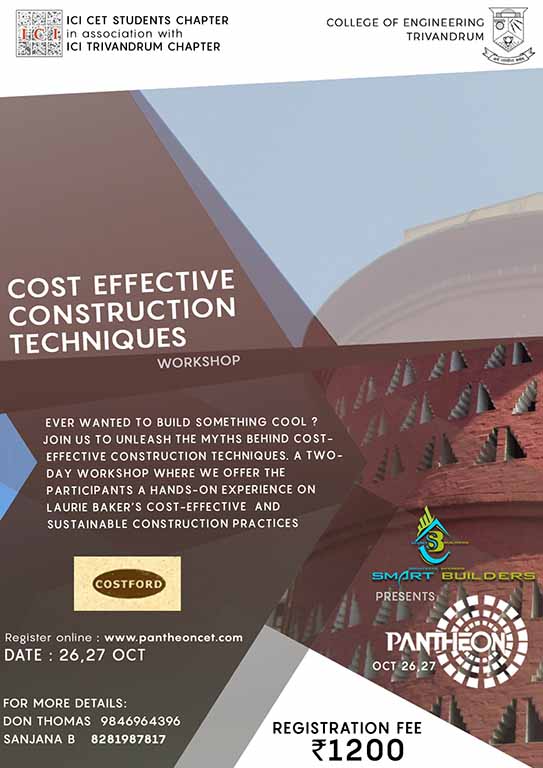 ICI CET STUDENTS CHAPTER
in association with
ICI TRIVANDRUM CHAPTER
ICI
COLLEGE OF ENGINEERING
TRIVANDRUM
COST EFFECTIVE
CONSTRUCTION
TECHNIQUES
WORKSHOP
EVER WANTED TO BUILD SOMETHING COOL ?
JOIN US TO UNLEASH THE MYTHS BEHIND COST-
EFFECTIVE CONSTRUCTION TECHNIQUES. A TWO-
DAY WORKSHOP WHERE WE OFFER THE
PARTICIPANTS A HANDS-ON EXPERIENCE ON
LAURIE BAKER'S COST-EFFECTIVE AND
SUSTAINABLE CONSTRUCTION PRACTICES
COSTFORD
SMART BUILDERS
PRESENTS
PANTHEON
OCT 26,27
Register online : www.pantheoncet.com
DATE : 26,27 OCT
FOR MORE DETAILS:
DON THOMAS 9846964396
SANJANA B 8281987817
REGISTRATION FEE
₹1200